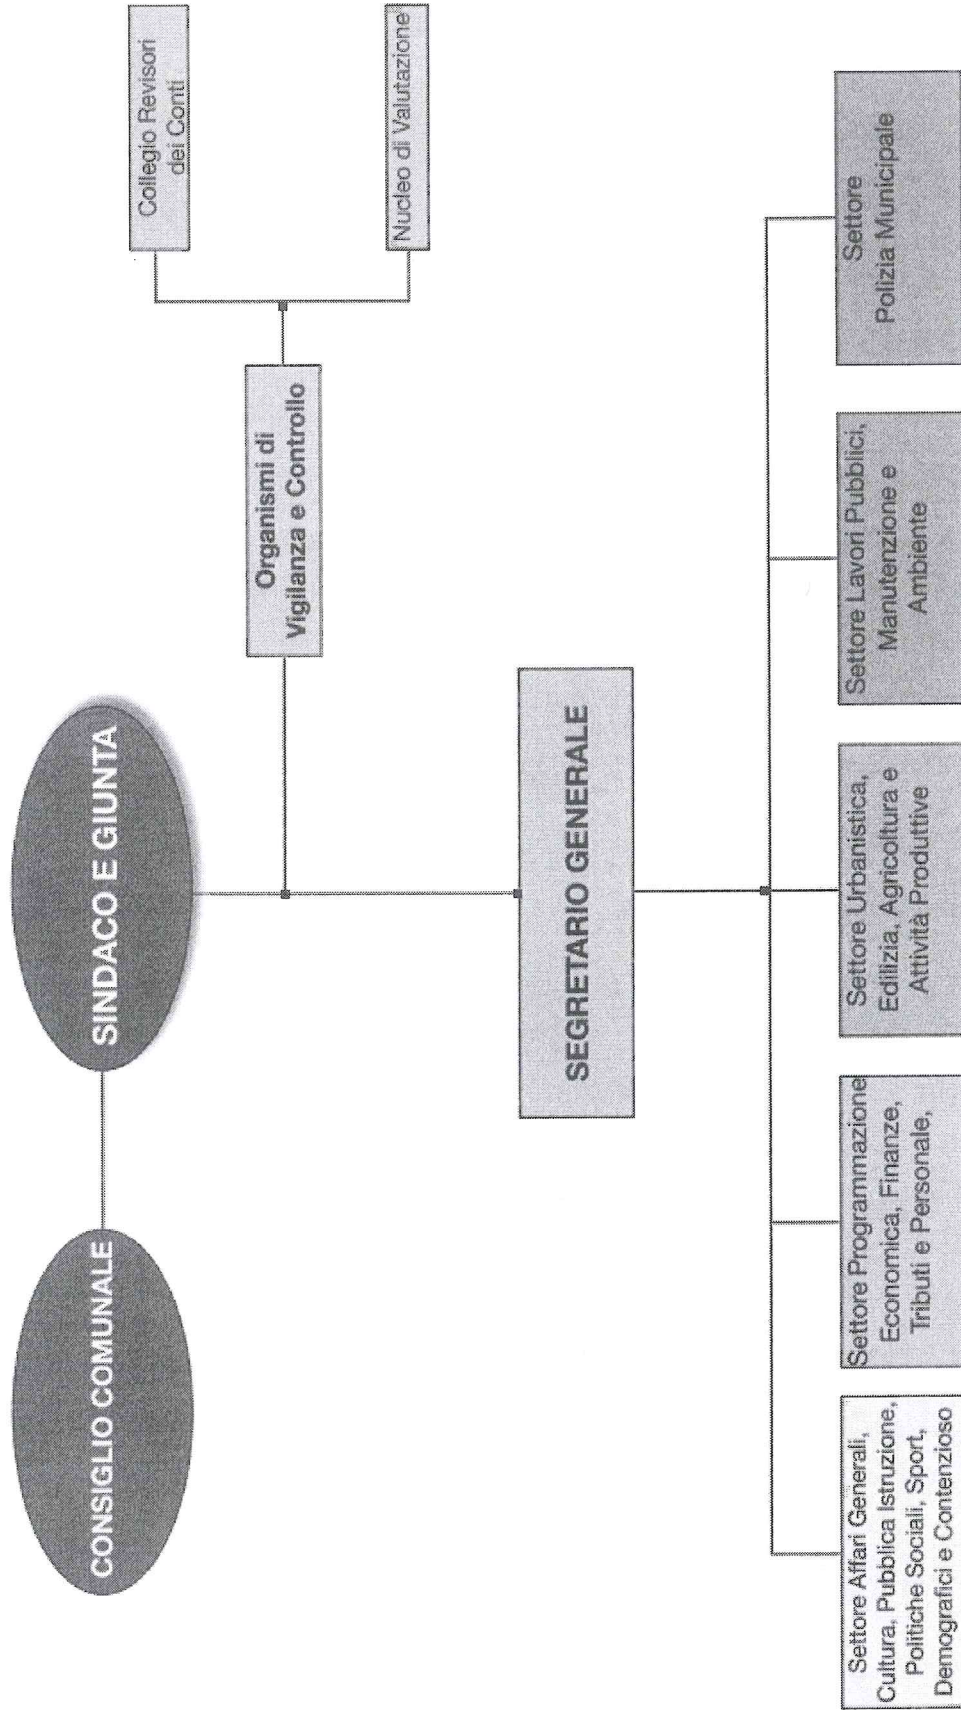 CONSIGLIO COMUNALE
SINDACO E GIUNTA
Collegio Revisori
dei Conti
Organismi di
Vigilanza e Controllo
Nucleo di Valutazione
SEGRETARIO GENERALE
Settore Affari Generali,
Cultura, Pubblica Istruzione,
Politiche Sociali, Sport,
Demografici e Contenzioso
Settore Programmazione
Economica, Finanze,
Tributi e Personale,
Settore Urbanistica,
Edilizia, Agricoltura e
Attività Produttive
Settore Lavori Pubblici,
Manutenzione e
Ambiente
Settore
Polizia Municipale